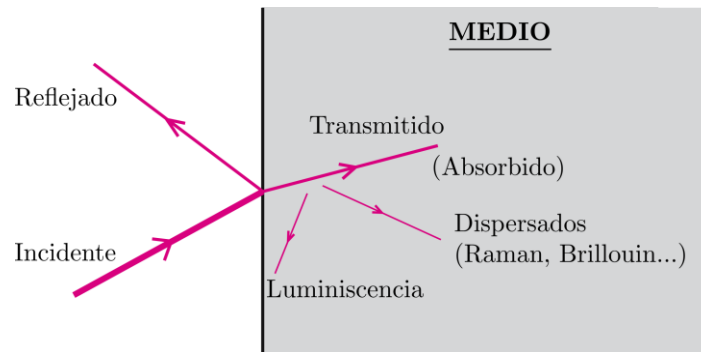 MEDIO
Reflejado
Transmitido
(Absorbido)
Dispersados
(Raman, Brillouin...)
Incidente
Luminiscencia